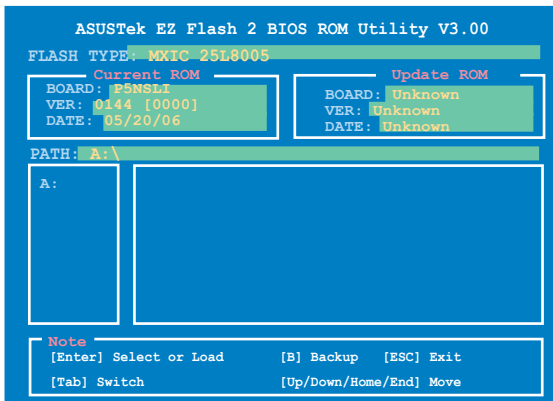 ASUSTek EZ Flash 2 BIOS ROM Utility V3.00
FLASH TYPE: MXIC 25L8005
Current ROM
BOARD: P5NSLI
VER: 0144 [0000]
DATE: 05/20/06
Update ROM
BOARD: Unknown
VER: Unknown
DATE: Unknown
PATH: A:\
A:
Note
[Enter] Select or Load [B] Backup [ESC] Exit
[Tab] Switch [Up/Down/Home/End] Move